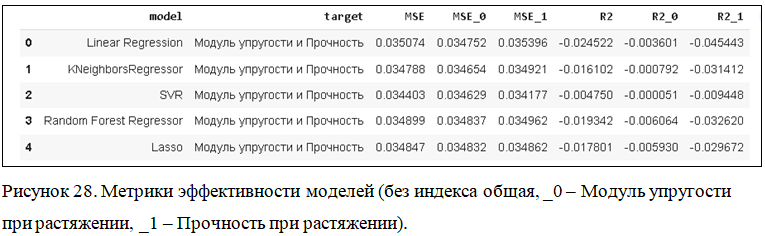 model target MSE MSE_0 MSE_1 R2 R2_0 R2_1
0 Linear Regression Модуль упругости и Прочность 0.035074 0.034752 0.035396 -0.024522 -0.003601 -0.045443
1 KNeighborsRegressor Модуль упругости и Прочность 0.034788 0.034654 0.034921 -0.016102 -0.000792 -0.031412
2 SVR Модуль упругости и Прочность 0.034403 0.034629 0.034177 -0.004750 -0.000051 -0.009448
3 Random Forest Regressor Модуль упругости и Прочность 0.034899 0.034837 0.034962 -0.019342 -0.006064 -0.032620
4 Lasso Модуль упругости и Прочность 0.034847 0.034832 0.034862 -0.017801 -0.005930 -0.029672
Рисунок 28. Метрики эффективности моделей (без индекса общая, _0 – Модуль упругости
при растяжении, _1 – Прочность при растяжении).